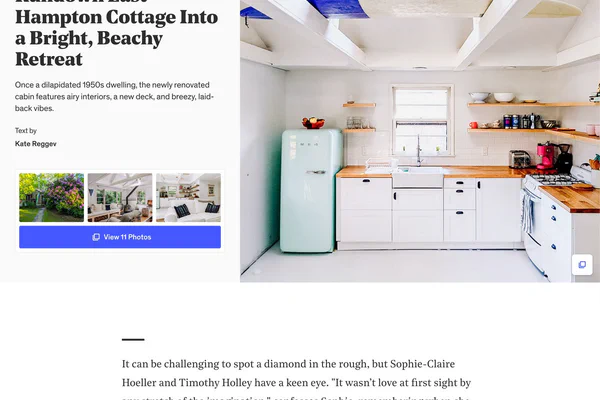 Hampton Cottage Into
a Bright, Beachy
Retreat
Once a dilapidated 1950s dwelling, the newly renovated
cabin features airy interiors, a new deck, and breezy, laid-
back vibes.
Text by
Kate Reggev
View 11 Photos
It can be challenging to spot a diamond in the rough, but Sophie-Claire
Hoeller and Timothy Holley have a keen eye. "It wasn't love at first sight by